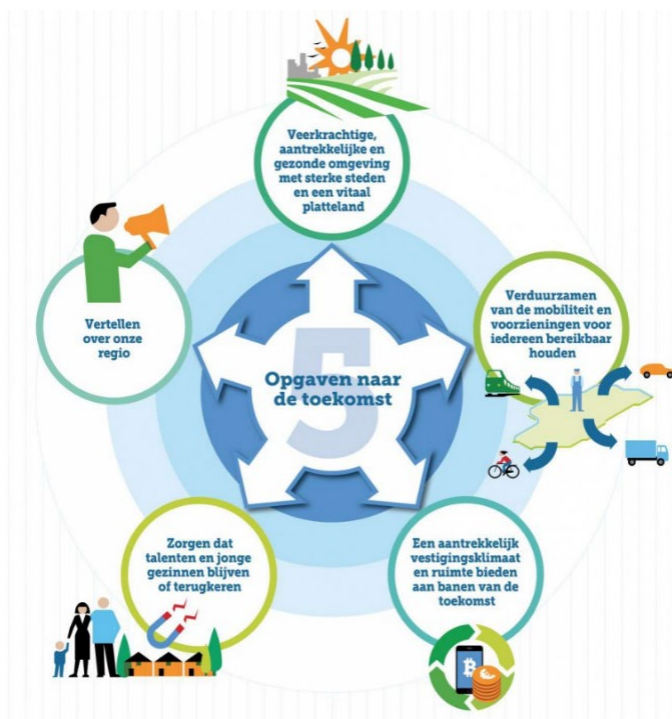 Veerkrachtige,
aantrekkelijke en
gezonde omgeving
met sterke steden
en een vitaal
platteland
Verduurzamen
van de mobiliteit en
voorzieningen voor
iedereen bereikbaar
houden
Een aantrekkelijk
vestigingsklimaat
en ruimte bieden
aan banen van de
toekomst
Zorgen dat
talenten en jonge
gezinnen blijven
of terugkeren
Vertellen
over onze
regio
5
Opgaven naar
de toekomst